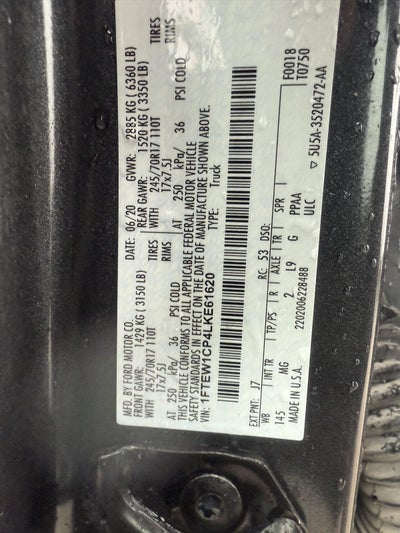 MFD. BY FORD MOTOR CO.
DATE: 06/20 GVWR: 2885 KG ( 6360 LB)
FRONT GAWR: 1429 KG ( 3150 LB) REAR GAWR: 1520 KG ( 3350 LB)
WITH 245/70R17 110T TIRES WITH 245/70R17 110T TIRES
17x7.5J RIMS 17x7.5J RIMS
AT 250 kPa/ 36 PSI COLD AT 250 kPa/ 36 PSI COLD
THIS VEHICLE CONFORMS TO ALL APPLICABLE FEDERAL MOTOR VEHICLE
SAFETY STANDARDS IN EFFECT ON THE DATE OF MANUFACTURE SHOWN ABOVE.
VIN: 1FTEW1CP4LKE61620
TYPE: Truck
F0018
T0750
EXT PNT: J7 RC: 53 DSO:
WB INT TR TP/PS R AXLE TR SPR
145 MG 2 L9 G PPAA
2202006228488 ULC
MADE IN U.S.A. 5U5A-3520472-AA